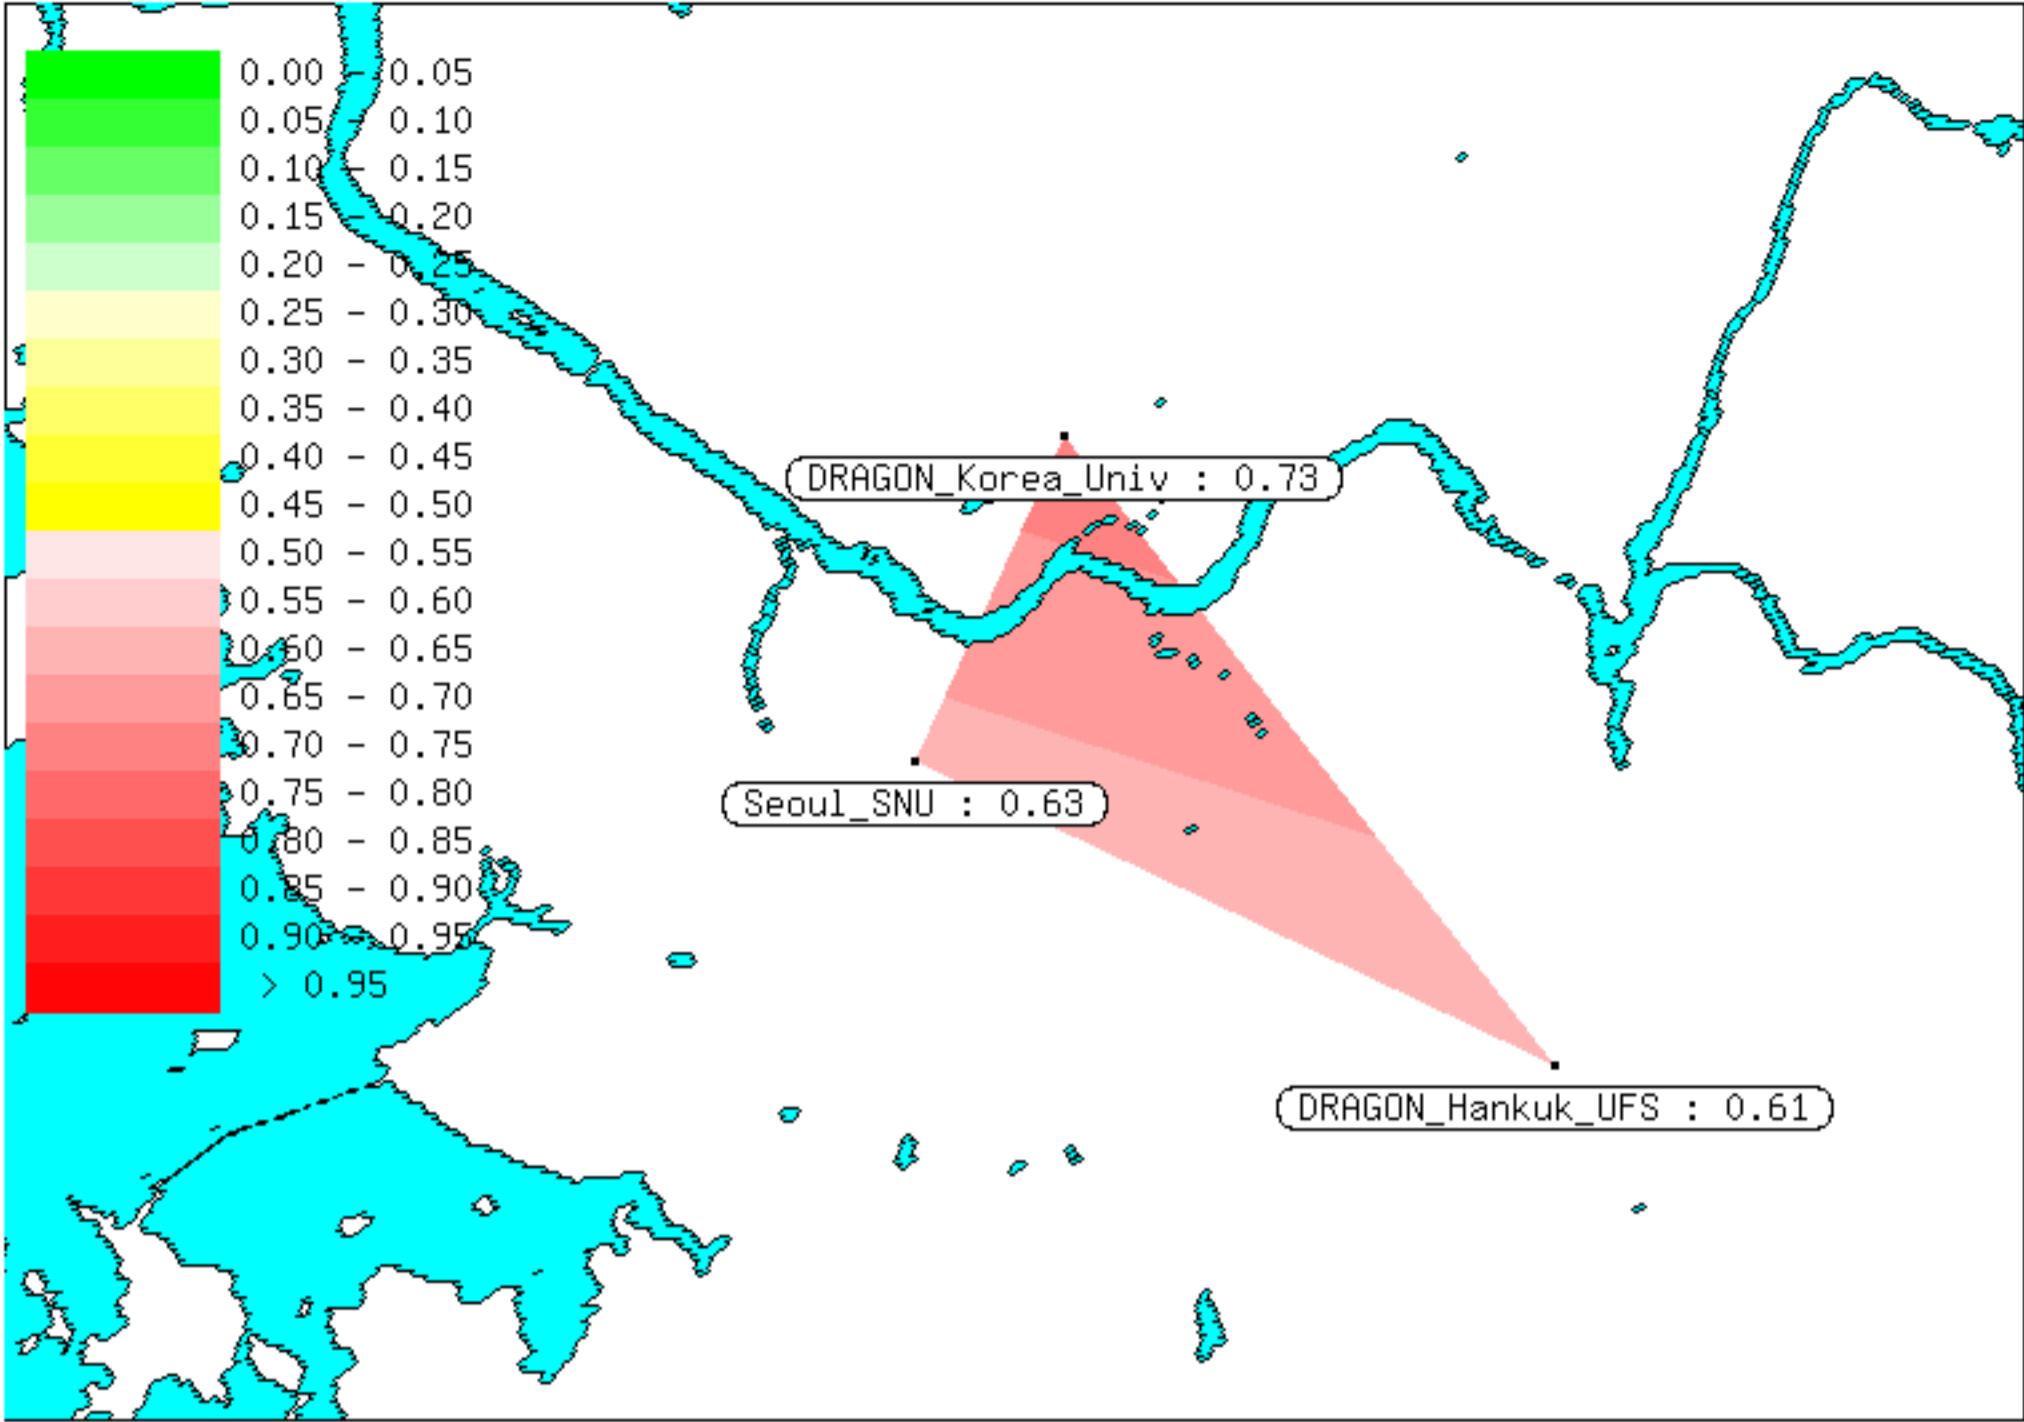 0.00 - 0.05
0.05 - 0.10
0.10 - 0.15
0.15 - 0.20
0.20 - 0.25
0.25 - 0.30
0.30 - 0.35
0.35 - 0.40
0.40 - 0.45
0.45 - 0.50
0.50 - 0.55
0.55 - 0.60
0.60 - 0.65
0.65 - 0.70
0.70 - 0.75
0.75 - 0.80
0.80 - 0.85
0.85 - 0.90
0.90 - 0.95
> 0.95
DRAGON_Korea_Univ : 0.73
Seoul_SNU : 0.63
DRAGON_Hankuk_UFS : 0.61